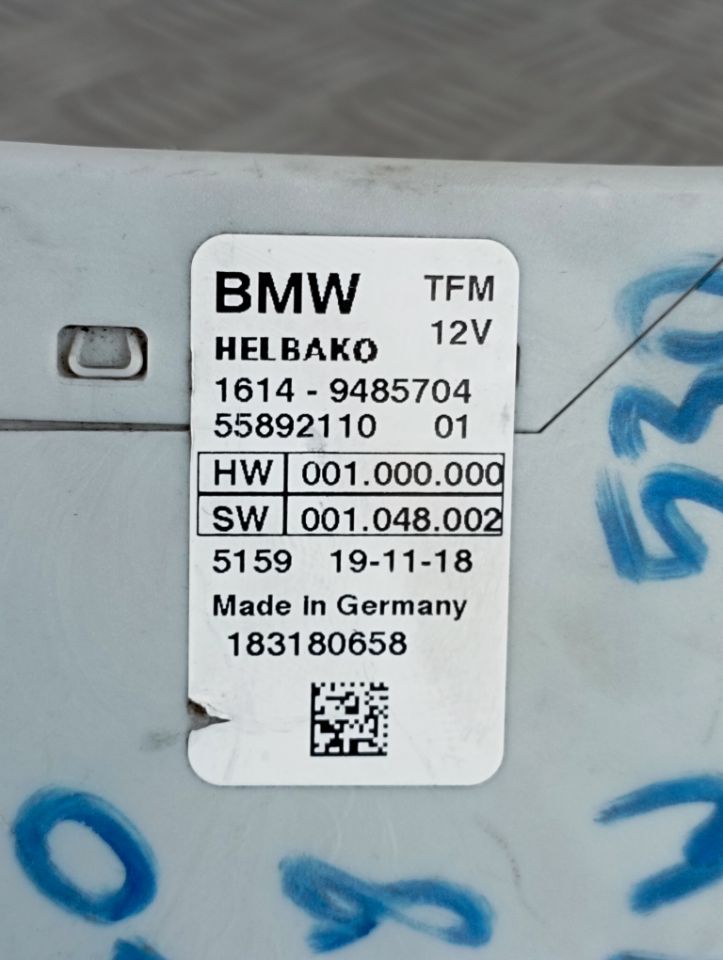 BMW TFM
HELBAKO 12V
1614 - 9485704
55892110 01
HW 001.000.000
SW 001.048.002
5159 19-11-18
Made in Germany
183180658
530